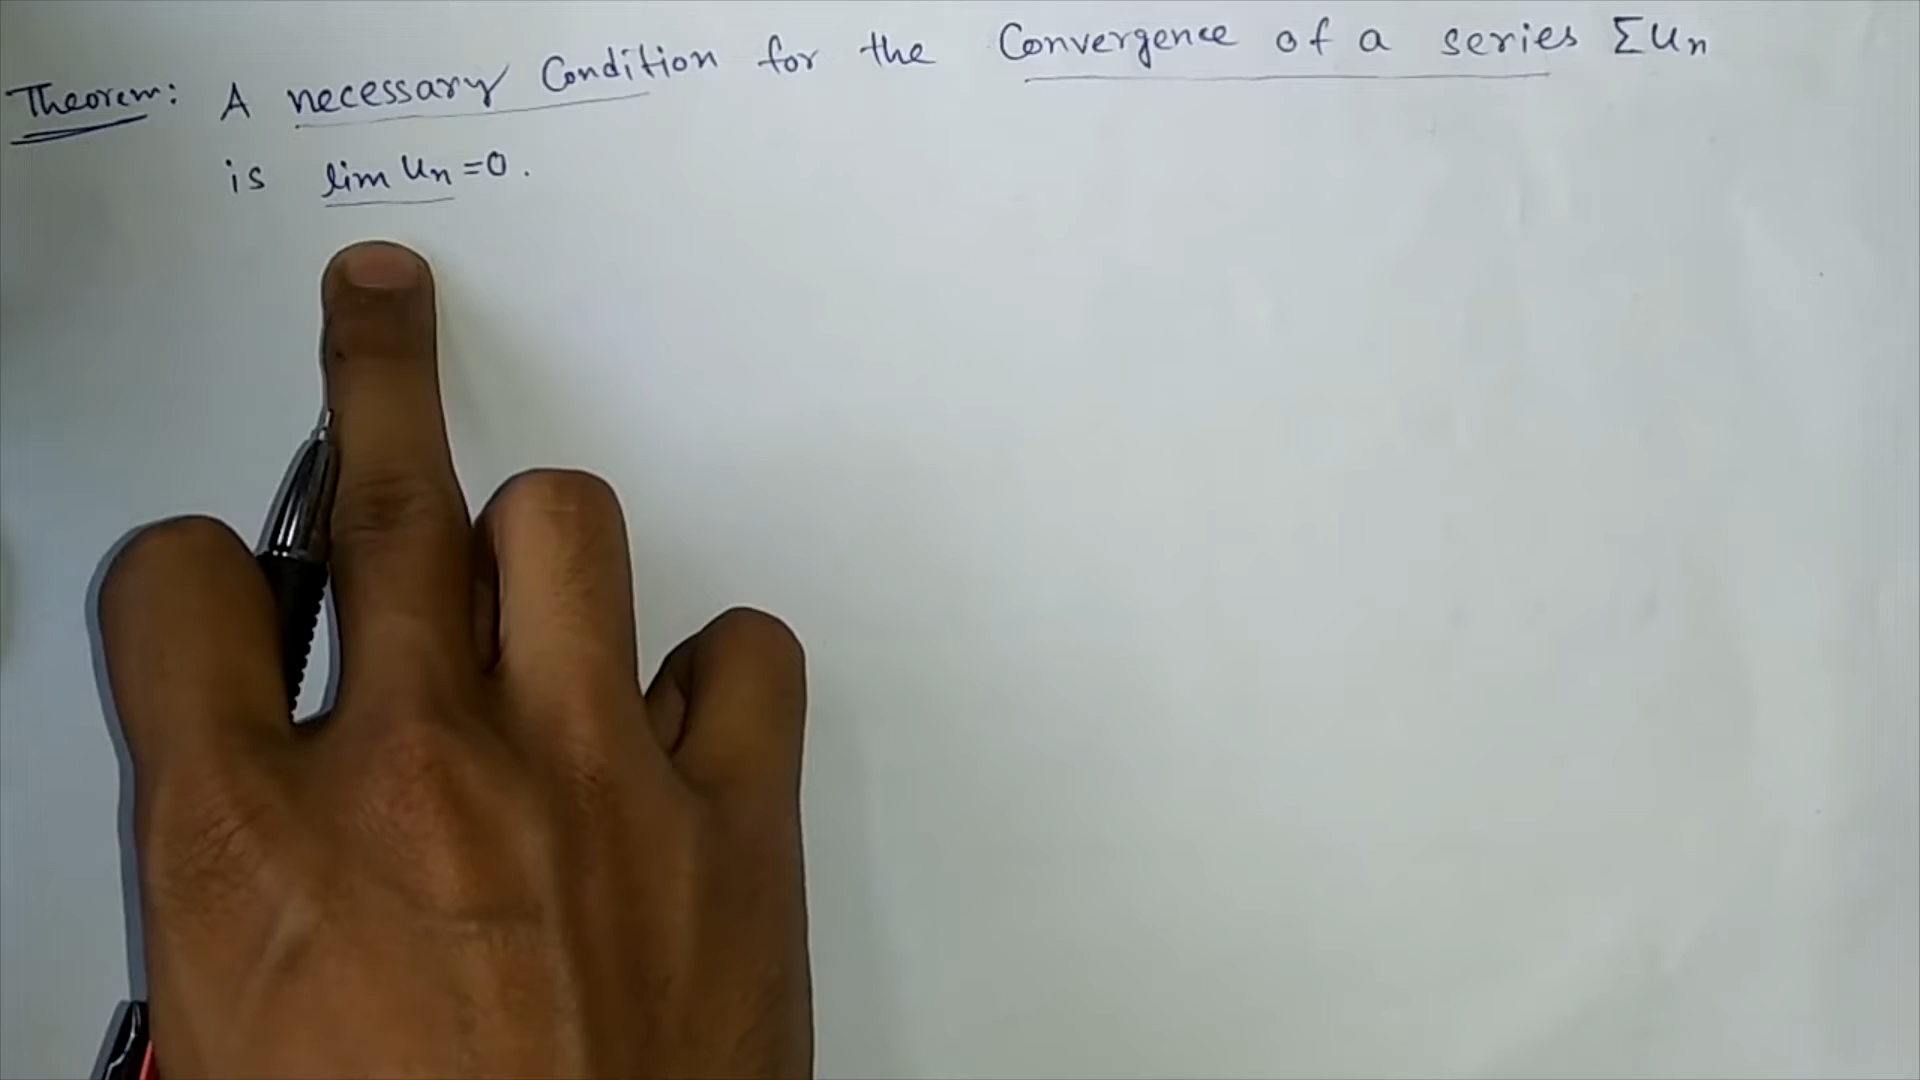 Theorem: A necessary Condition for the Convergence of a series Σun
is lim un =0.